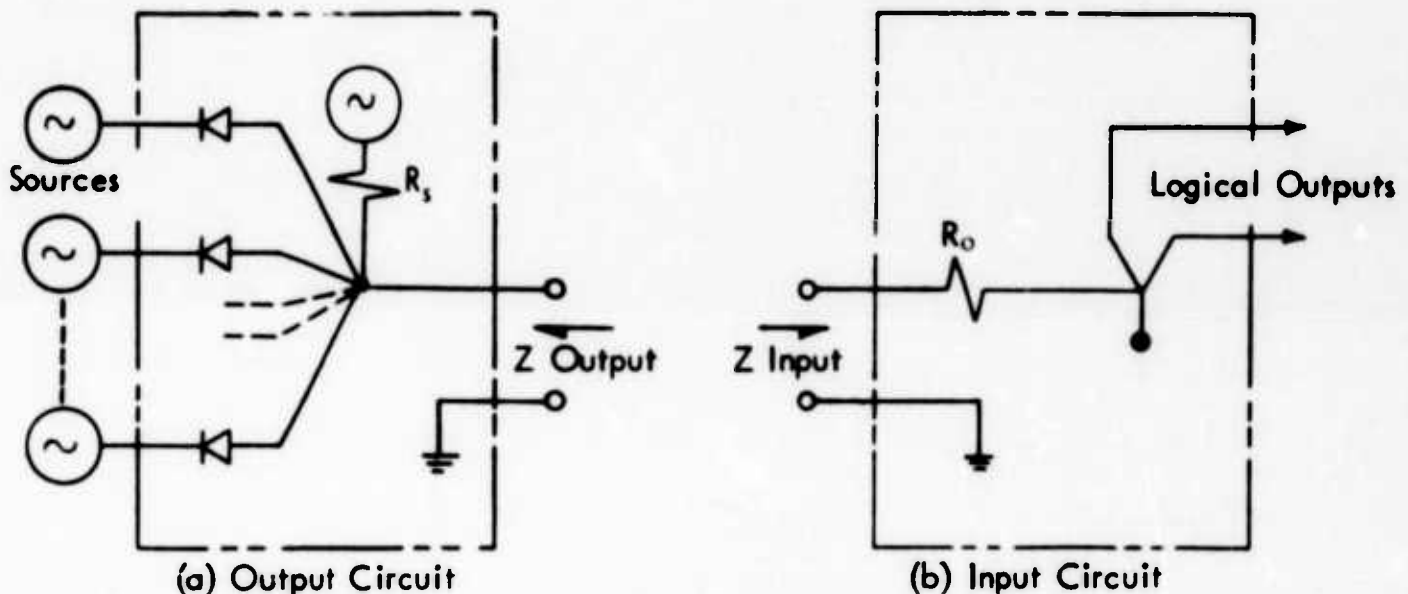 Sources
R_s
Z Output
(a) Output Circuit
Logical Outputs
R_o
Z Input
(b) Input Circuit